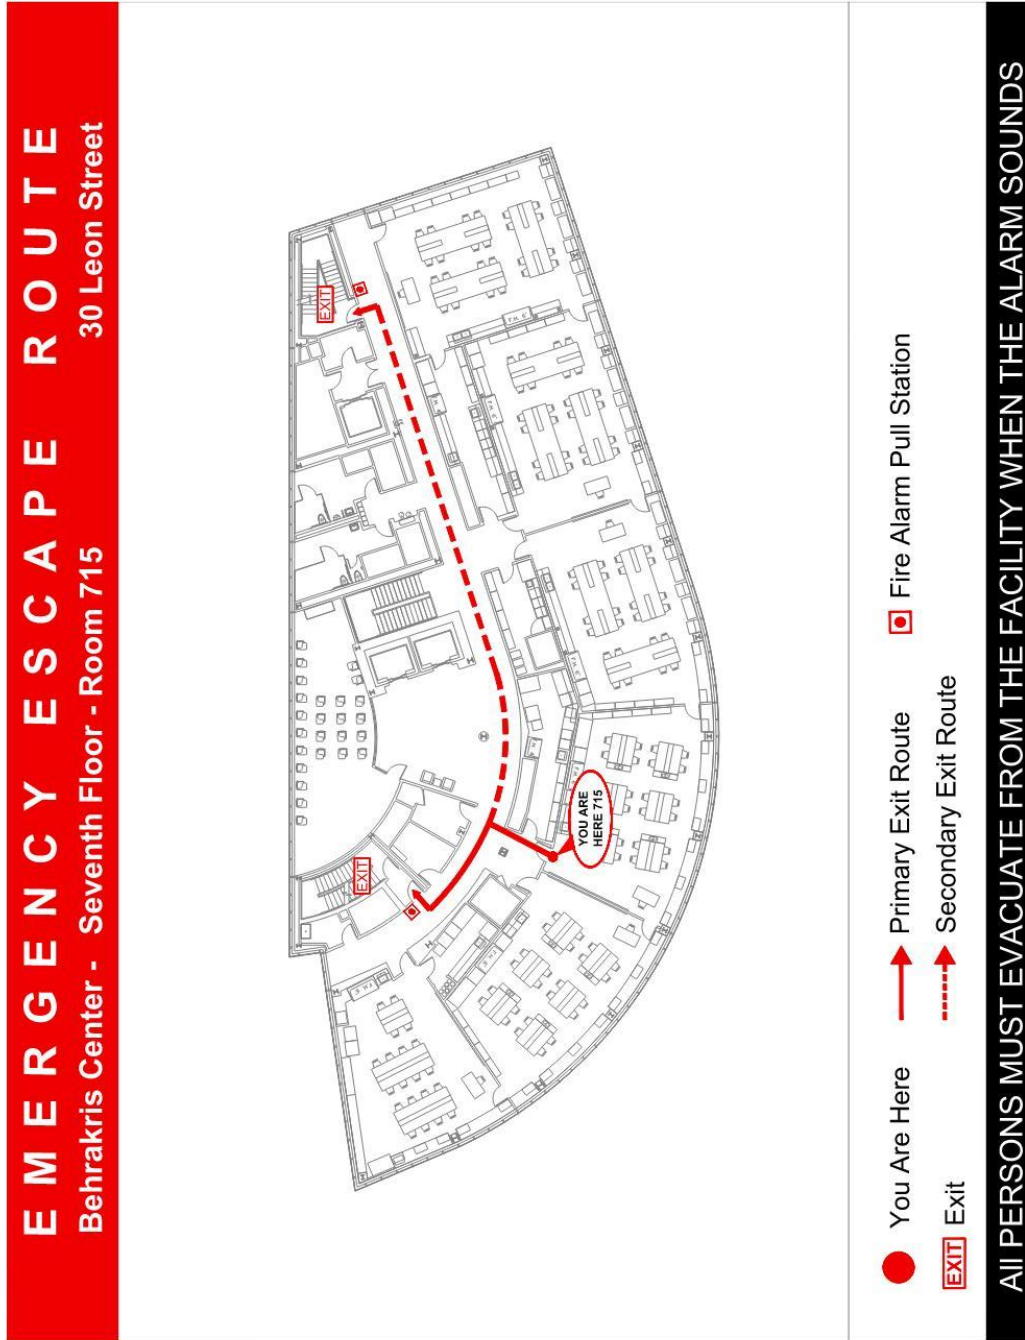 EMERGENCY ESCAPE ROUTE
Behrakris Center - Seventh Floor - Room 715
30 Leon Street
EXIT
EXIT
YOU ARE
HERE 715
You Are Here
Primary Exit Route
Fire Alarm Pull Station
EXIT Exit
Secondary Exit Route
All PERSONS MUST EVACUATE FROM THE FACILITY WHEN THE ALARM SOUNDS